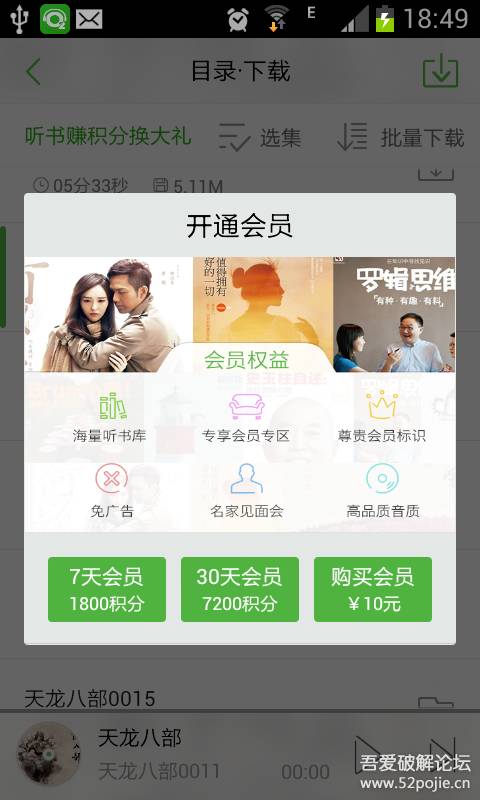 E
18:49
目录·下载
听书赚积分换大礼
选集
批量下载
05分33秒
5.11M
开通会员
值得拥有
好的一切
逻辑思维
有种·有趣·有料
会员权益
海量听书库
专享会员专区
尊贵会员标识
免广告
名家见面会
高品质音质
7天会员
1800积分
30天会员
7200积分
购买会员
￥10元
天龙八部0015
天龙八部
天龙八部0011
00:00
吾爱破解论坛
www.52pojie.cn